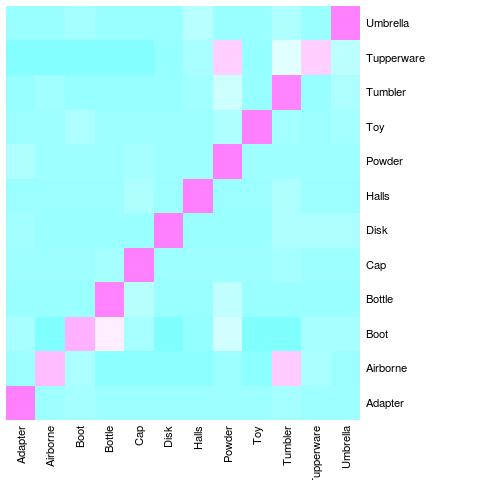 Umbrella
Tupperware
Tumbler
Toy
Powder
Halls
Disk
Cap
Bottle
Boot
Airborne
Adapter
Adapter
Airborne
Boot
Bottle
Cap
Disk
Halls
Powder
Toy
Tumbler
upperware
Umbrella